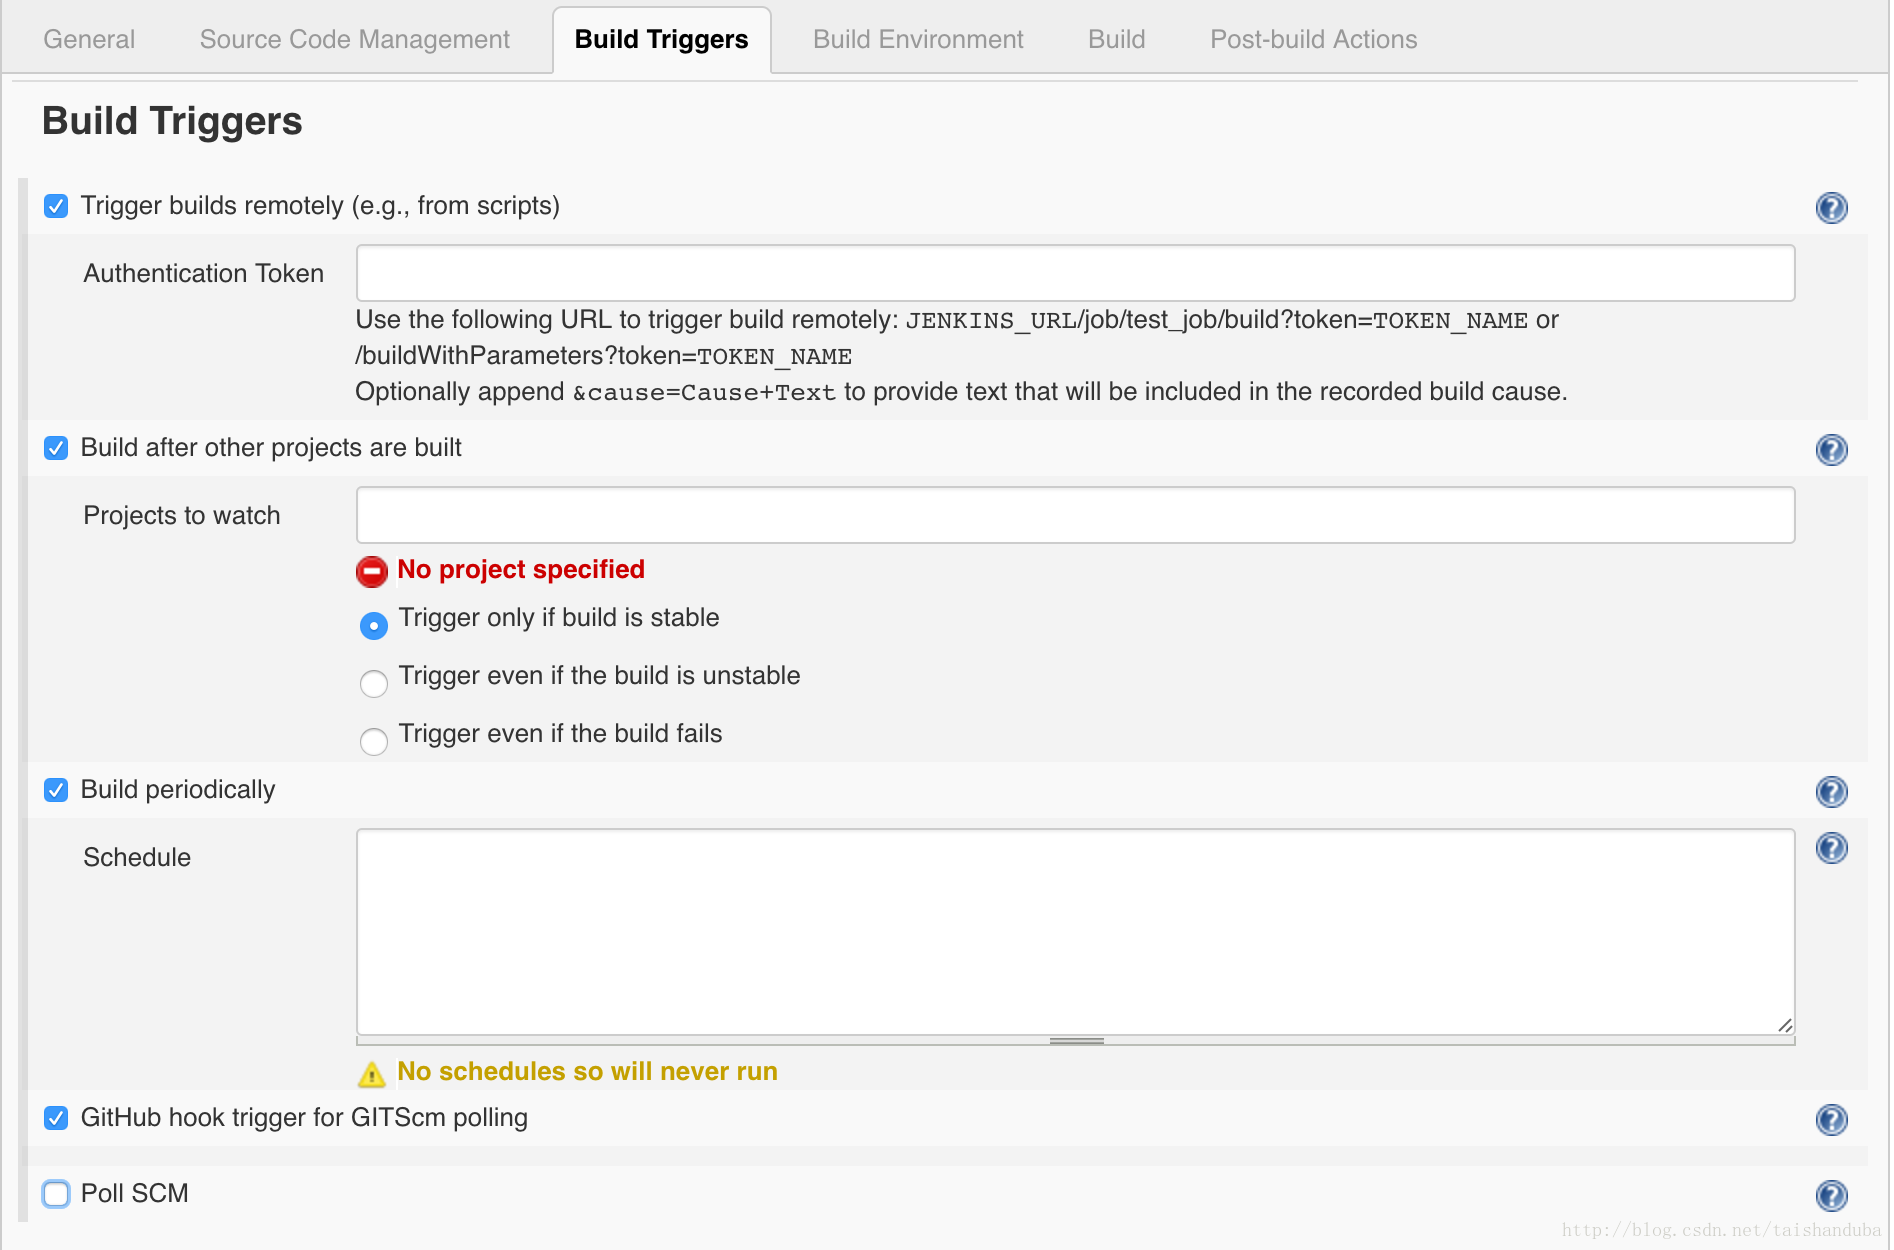 General Source Code Management Build Triggers Build Environment Build Post-build Actions
Build Triggers
Trigger builds remotely (e.g., from scripts)
Authentication Token
Use the following URL to trigger build remotely: JENKINS_URL/job/test_job/build?token=TOKEN_NAME or
/buildWithParameters?token=TOKEN_NAME
Optionally append &cause=Cause+Text to provide text that will be included in the recorded build cause.
Build after other projects are built
Projects to watch
No project specified
Trigger only if build is stable
Trigger even if the build is unstable
Trigger even if the build fails
Build periodically
Schedule
No schedules so will never run
GitHub hook trigger for GITScm polling
Poll SCM
http://blog.csdn.net/taishanduba